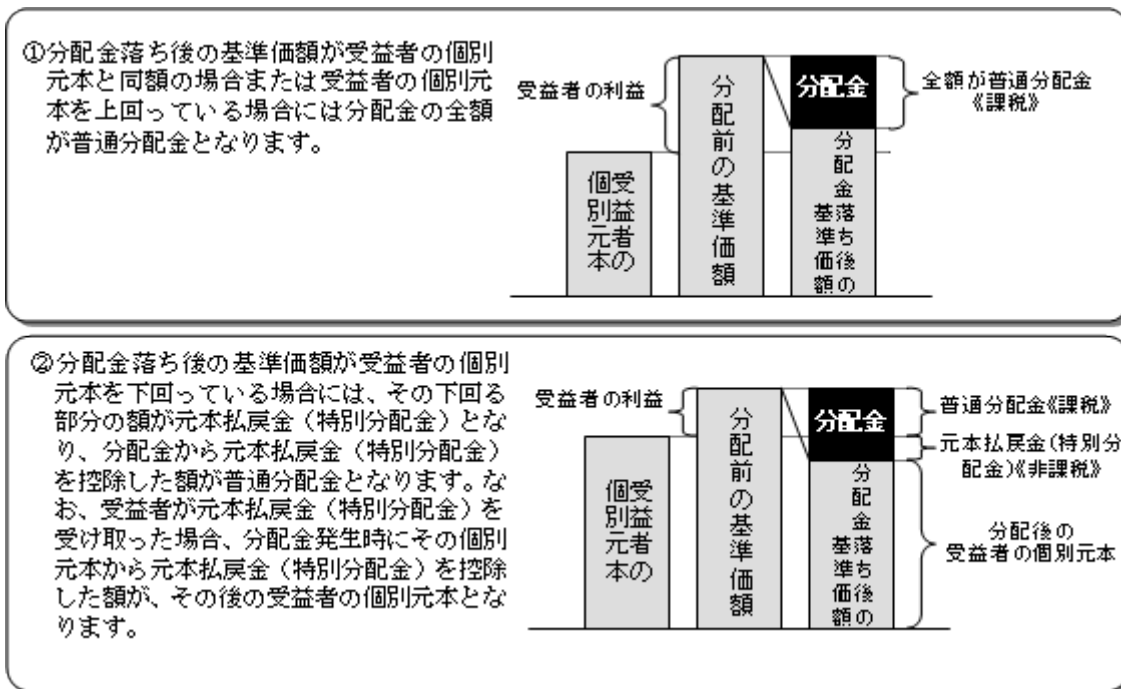 ①分配金落ち後の基準価額が受益者の個別
元本と同額の場合または受益者の個別元
本を上回っている場合には分配金の全額
が普通分配金となります。
受益者の利益
受益者の
個別元本
分配前の基準価額
分配金
分配金落ち後の
基準価額
全額が普通分配金
《課税》
②分配金落ち後の基準価額が受益者の個別
元本を下回っている場合には、その下回る
部分の額が元本払戻金（特別分配金）とな
り、分配金から元本払戻金（特別分配金）
を控除した額が普通分配金となります。な
お、受益者が元本払戻金（特別分配金）を
受け取った場合、分配金発生時にその個別
元本から元本払戻金（特別分配金）を控除
した額が、その後の受益者の個別元本とな
ります。
受益者の利益
受益者の
個別元本
分配前の基準価額
分配金
分配金落ち後の
基準価額
普通分配金《課税》
元本払戻金（特別分
配金）《非課税》
分配後の
受益者の個別元本